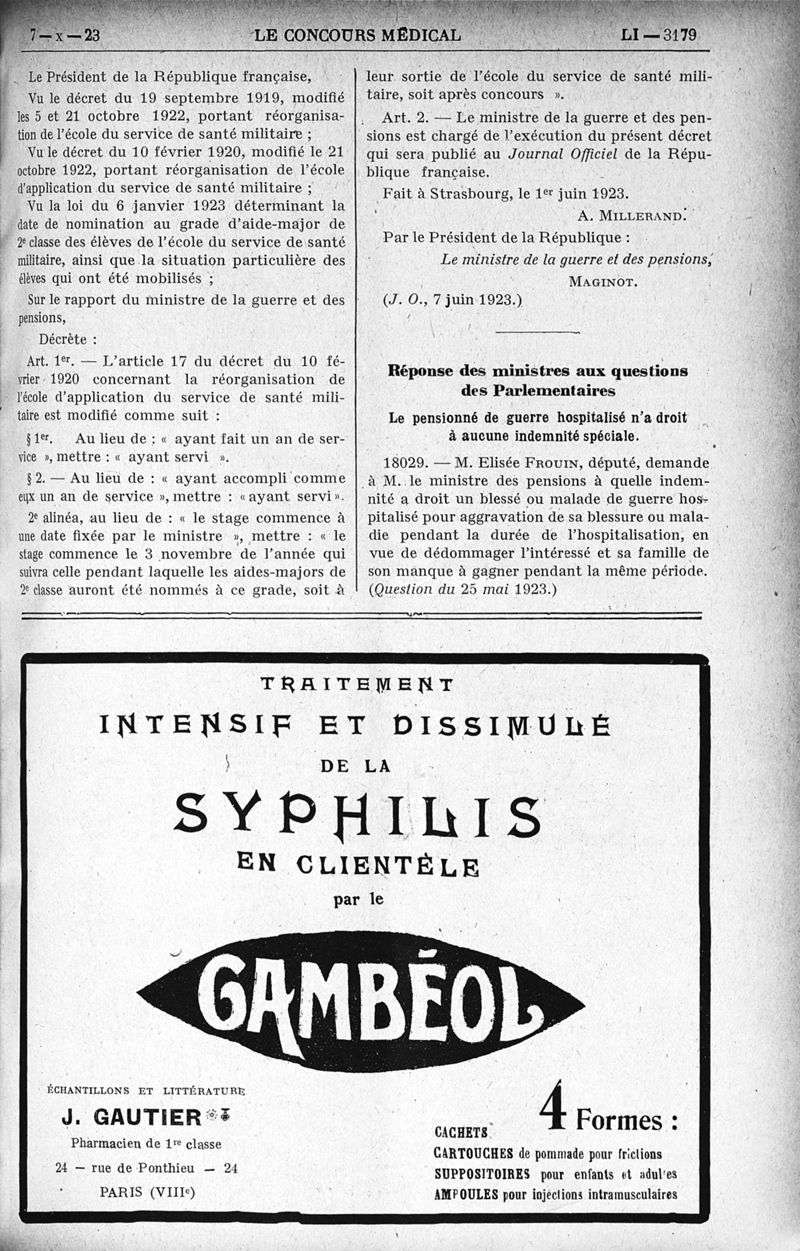 7 — x — 23
LE CONCOURS MÉDICAL
LI — 3179
Le Président de la République française,
Vu le décret du 19 septembre 1919, modifié
les 5 et 21 octobre 1922, portant réorganisa-
tion de l'école du service de santé militaire ;
Vu le décret du 10 février 1920, modifié le 21
octobre 1922, portant réorganisation de l'école
d'application du service de santé militaire ;
Vu la loi du 6 janvier 1923 déterminant la
date de nomination au grade d'aide-major de
2e classe des élèves de l'école du service de santé
militaire, ainsi que la situation particulière des
élèves qui ont été mobilisés ;
Sur le rapport du ministre de la guerre et des
pensions,
Décrète :
Art. 1er. — L'article 17 du décret du 10 fé-
vrier 1920 concernant la réorganisation de
l'école d'application du service de santé mili-
taire est modifié comme suit :
§ 1er. Au lieu de : « ayant fait un an de ser-
vice », mettre : « ayant servi ».
§ 2. — Au lieu de : « ayant accompli comme
eux un an de service », mettre : « ayant servi ».
2e alinéa, au lieu de : « le stage commence à
une date fixée par le ministre », mettre : « le
stage commence le 3 novembre de l'année qui
suivra celle pendant laquelle les aides-majors de
2e classe auront été nommés à ce grade, soit à
leur sortie de l'école du service de santé mili-
taire, soit après concours ».
Art. 2. — Le ministre de la guerre et des pen-
sions est chargé de l'exécution du présent décret
qui sera publié au Journal Officiel de la Répu-
blique française.
Fait à Strasbourg, le 1er juin 1923.
A. MILLERAND.
Par le Président de la République :
Le ministre de la guerre et des pensions,
MAGINOT.
(J. O., 7 juin 1923.)
Réponse des ministres aux questions
des Parlementaires
Le pensionné de guerre hospitalisé n'a droit
à aucune indemnité spéciale.
18029. — M. Elisée FROUIN, député, demande
à M. le ministre des pensions à quelle indem-
nité a droit un blessé ou malade de guerre hos-
pitalisé pour aggravation de sa blessure ou mala-
die pendant la durée de l'hospitalisation, en
vue de dédommager l'intéressé et sa famille de
son manque à gagner pendant la même période.
(Question du 25 mai 1923.)
TRAITEMENT
INTENSIF ET DISSIMULÉ
DE LA
SYPHILIS
EN CLIENTÈLE
par le
GAMBÉOL
ÉCHANTILLONS ET LITTÉRATURE
J. GAUTIER
Pharmacien de 1re classe
24 — rue de Ponthieu — 24
PARIS (VIIIe)
4 Formes :
CACHETS
CARTOUCHES de pommade pour frictions
SUPPOSITOIRES pour enfants et adultes
AMPOULES pour injections intramusculaires